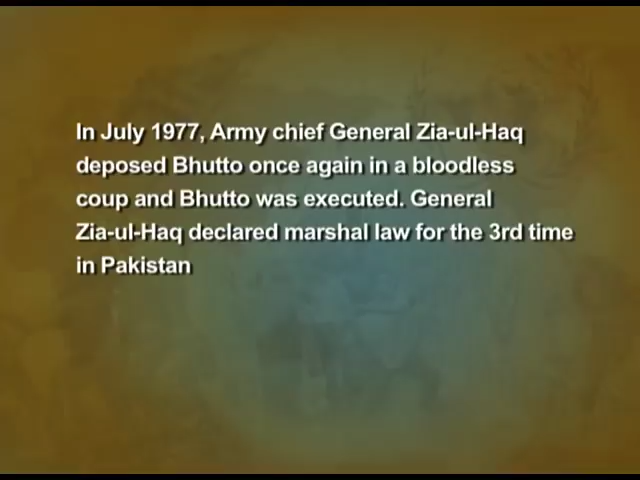 In July 1977, Army chief General Zia-ul-Haq
deposed Bhutto once again in a bloodless
coup and Bhutto was executed. General
Zia-ul-Haq declared marshal law for the 3rd time
in Pakistan